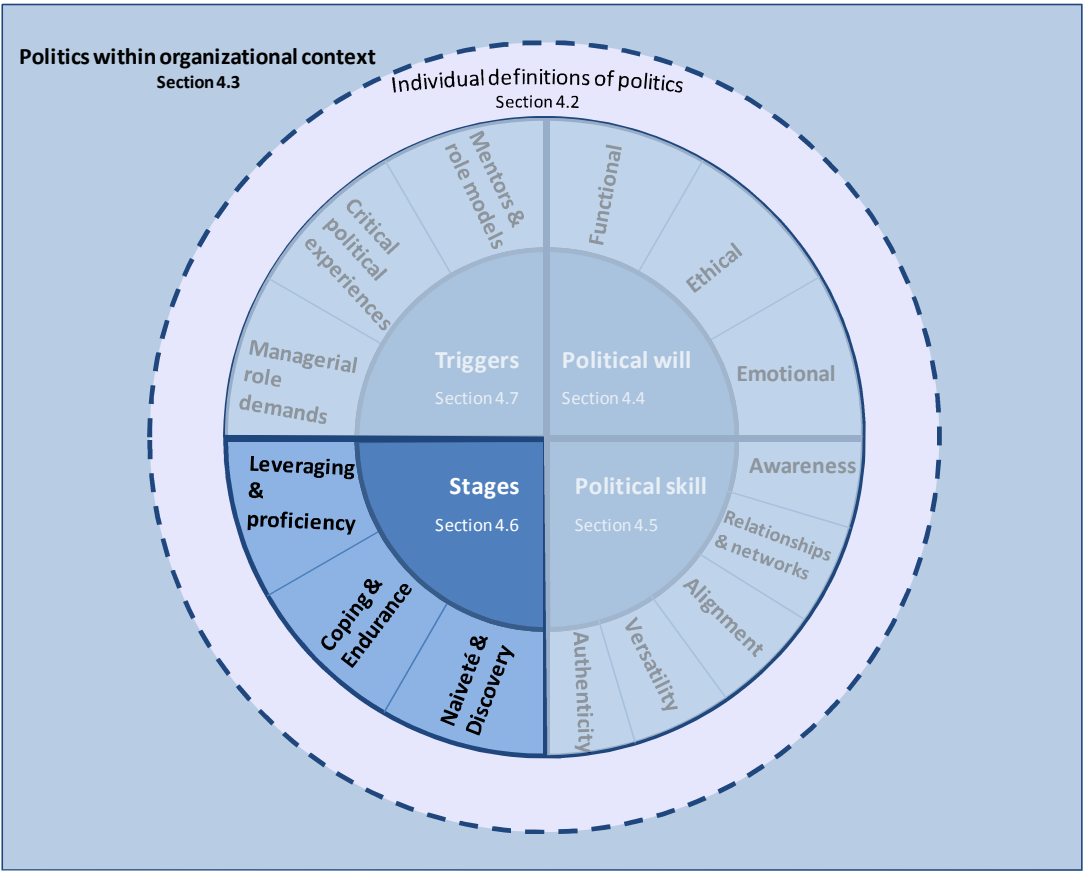 Politics within organizational context
Section 4.3
Individual definitions of politics
Section 4.2
Mentors &
role models
Critical
political
experiences
Managerial
role
demands
Triggers
Section 4.7
Functional
Ethical
Emotional
Political will
Section 4.4
Leveraging
&
proficiency
Coping &
Endurance
Naiveté &
Discovery
Stages
Section 4.6
Political skill
Section 4.5
Awareness
Relationships
& networks
Alignment
Versatility
Authenticity